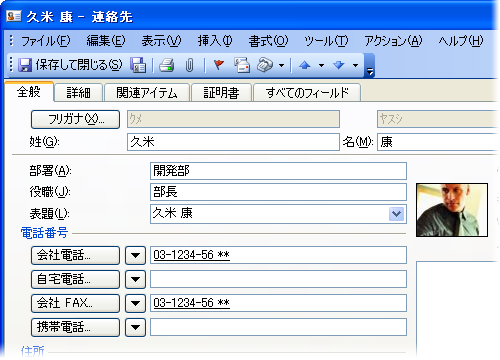 久米 康 - 連絡先
ファイル(F) 編集(E) 表示(V) 挿入(I) 書式(O) ツール(T) アクション(A) ヘルプ(H)
保存して閉じる(S)
全般 詳細 関連アイテム 証明書 すべてのフィールド
フリガナ(X)... クメ ヤスシ
姓(G): 久米 名(M): 康
部署(A): 開発部
役職(J): 部長
表題(L): 久米 康
電話番号
会社電話... 03-1234-56 **
自宅電話...
会社 FAX... 03-1234-56 **
携帯電話...
住所